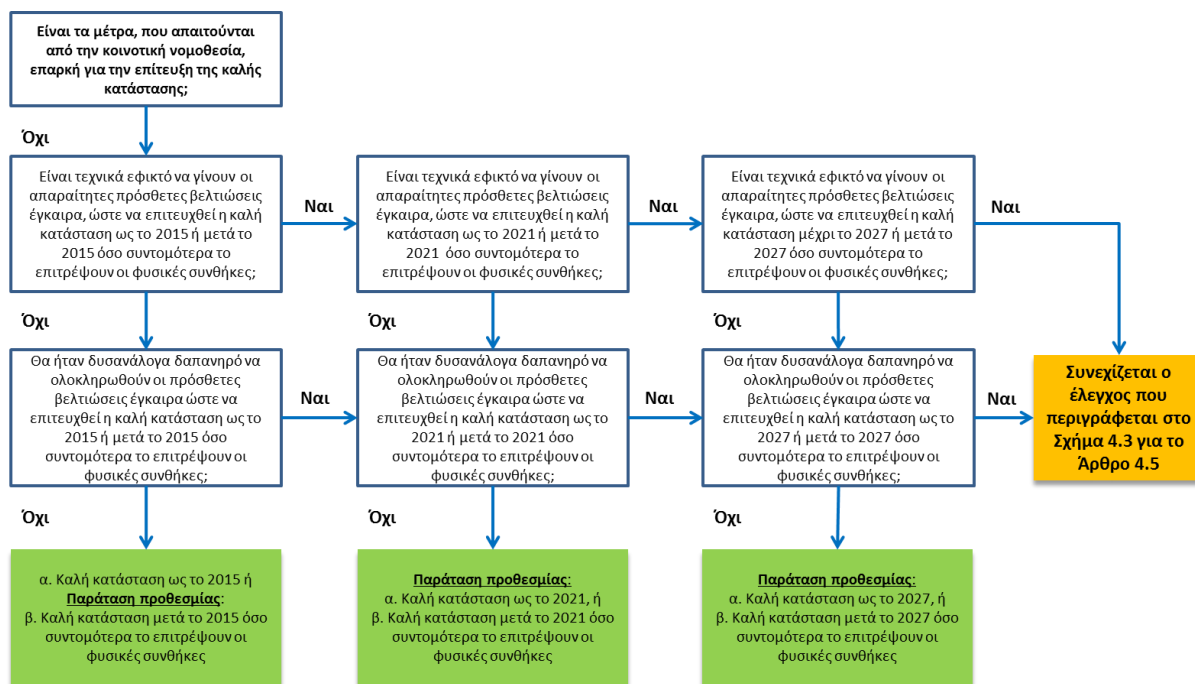 Είναι τα μέτρα, που απαιτούνται
από την κοινοτική νομοθεσία,
επαρκή για την επίτευξη της καλής
κατάστασης;
Όχι
Είναι τεχνικά εφικτό να γίνουν οι
απαραίτητες πρόσθετες βελτιώσεις
έγκαιρα, ώστε να επιτευχθεί η καλή
κατάσταση ως το 2015 ή μετά το
2015 όσο συντομότερα το
επιτρέψουν οι φυσικές συνθήκες;
Ναι
Είναι τεχνικά εφικτό να γίνουν οι
απαραίτητες πρόσθετες βελτιώσεις
έγκαιρα, ώστε να επιτευχθεί η καλή
κατάσταση ως το 2021 ή μετά το
2021 όσο συντομότερα το
επιτρέψουν οι φυσικές συνθήκες;
Ναι
Είναι τεχνικά εφικτό να γίνουν οι
απαραίτητες πρόσθετες βελτιώσεις
έγκαιρα, ώστε να επιτευχθεί η καλή
κατάσταση μέχρι το 2027 ή μετά το
2027 όσο συντομότερα το
επιτρέψουν οι φυσικές συνθήκες;
Ναι
Όχι
Όχι
Όχι
Θα ήταν δυσανάλογα δαπανηρό να
ολοκληρωθούν οι πρόσθετες
βελτιώσεις έγκαιρα ώστε να
επιτευχθεί η καλή κατάσταση ως το
2015 ή μετά το 2015 όσο
συντομότερα το επιτρέψουν οι
φυσικές συνθήκες;
Ναι
Θα ήταν δυσανάλογα δαπανηρό να
ολοκληρωθούν οι πρόσθετες
βελτιώσεις έγκαιρα ώστε να
επιτευχθεί η καλή κατάσταση ως το
2021 ή μετά το 2021 όσο
συντομότερα το επιτρέψουν οι
φυσικές συνθήκες;
Ναι
Θα ήταν δυσανάλογα δαπανηρό να
ολοκληρωθούν οι πρόσθετες
βελτιώσεις έγκαιρα ώστε να
επιτευχθεί η καλή κατάσταση ως το
2027 ή μετά το 2027 όσο
συντομότερα το επιτρέψουν οι
φυσικές συνθήκες;
Ναι
Συνεχίζεται ο
έλεγχος που
περιγράφεται στο
Σχήμα 4.3 για το
Άρθρο 4.5
Όχι
Όχι
Όχι
α. Καλή κατάσταση ως το 2015 ή
Παράταση προθεσμίας:
β. Καλή κατάσταση μετά το 2015 όσο
συντομότερα το επιτρέψουν οι
φυσικές συνθήκες
Παράταση προθεσμίας:
α. Καλή κατάσταση ως το 2021, ή
β. Καλή κατάσταση μετά το 2021 όσο
συντομότερα το επιτρέψουν οι
φυσικές συνθήκες
Παράταση προθεσμίας:
α. Καλή κατάσταση ως το 2027, ή
β. Καλή κατάσταση μετά το 2027 όσο
συντομότερα το επιτρέψουν οι
φυσικές συνθήκες